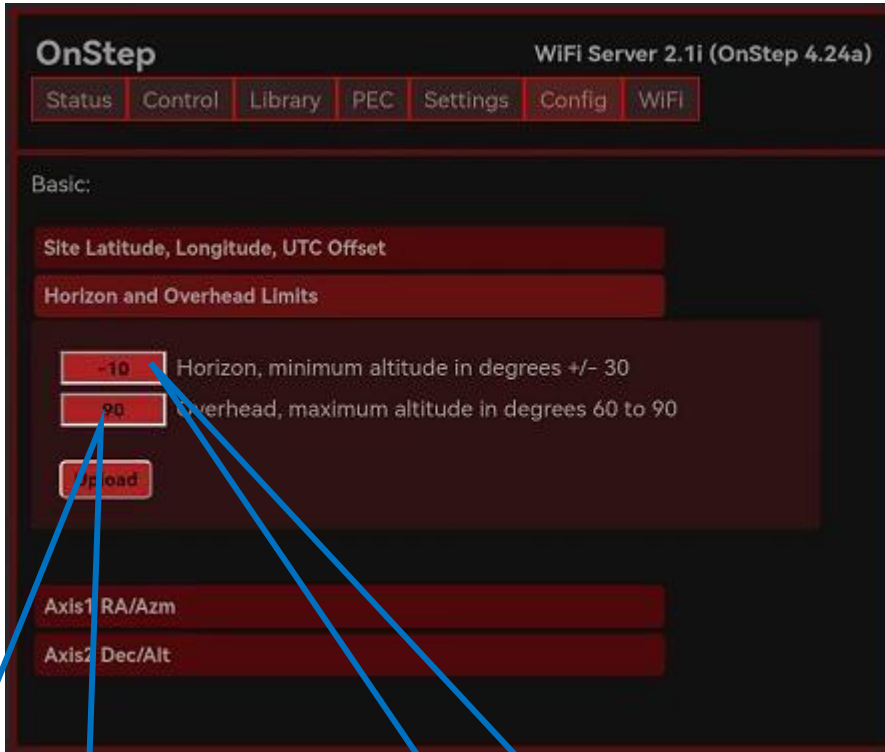 OnStep
WiFi Server 2.1i (OnStep 4.24a)
Status Control Library PEC Settings Config WiFi
Basic:
Site Latitude, Longitude, UTC Offset
Horizon and Overhead Limits
-10 Horizon, minimum altitude in degrees +/- 30
90 Overhead, maximum altitude in degrees 60 to 90
Upload
Axis1 RA/Azm
Axis2 Dec/Alt